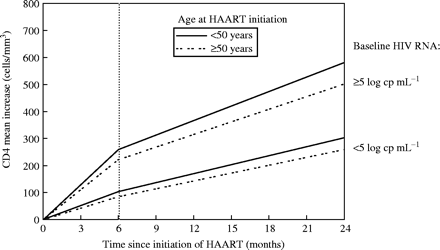 Age at HAART initiation
<50 years
≥50 years
Baseline HIV RNA:
≥5 log cp mL−1
<5 log cp mL−1
CD4 mean increase (cells/mm3)
800
700
600
500
400
300
200
100
0
0 3 6 9 12 15 18 21 24
Time since initiation of HAART (months)